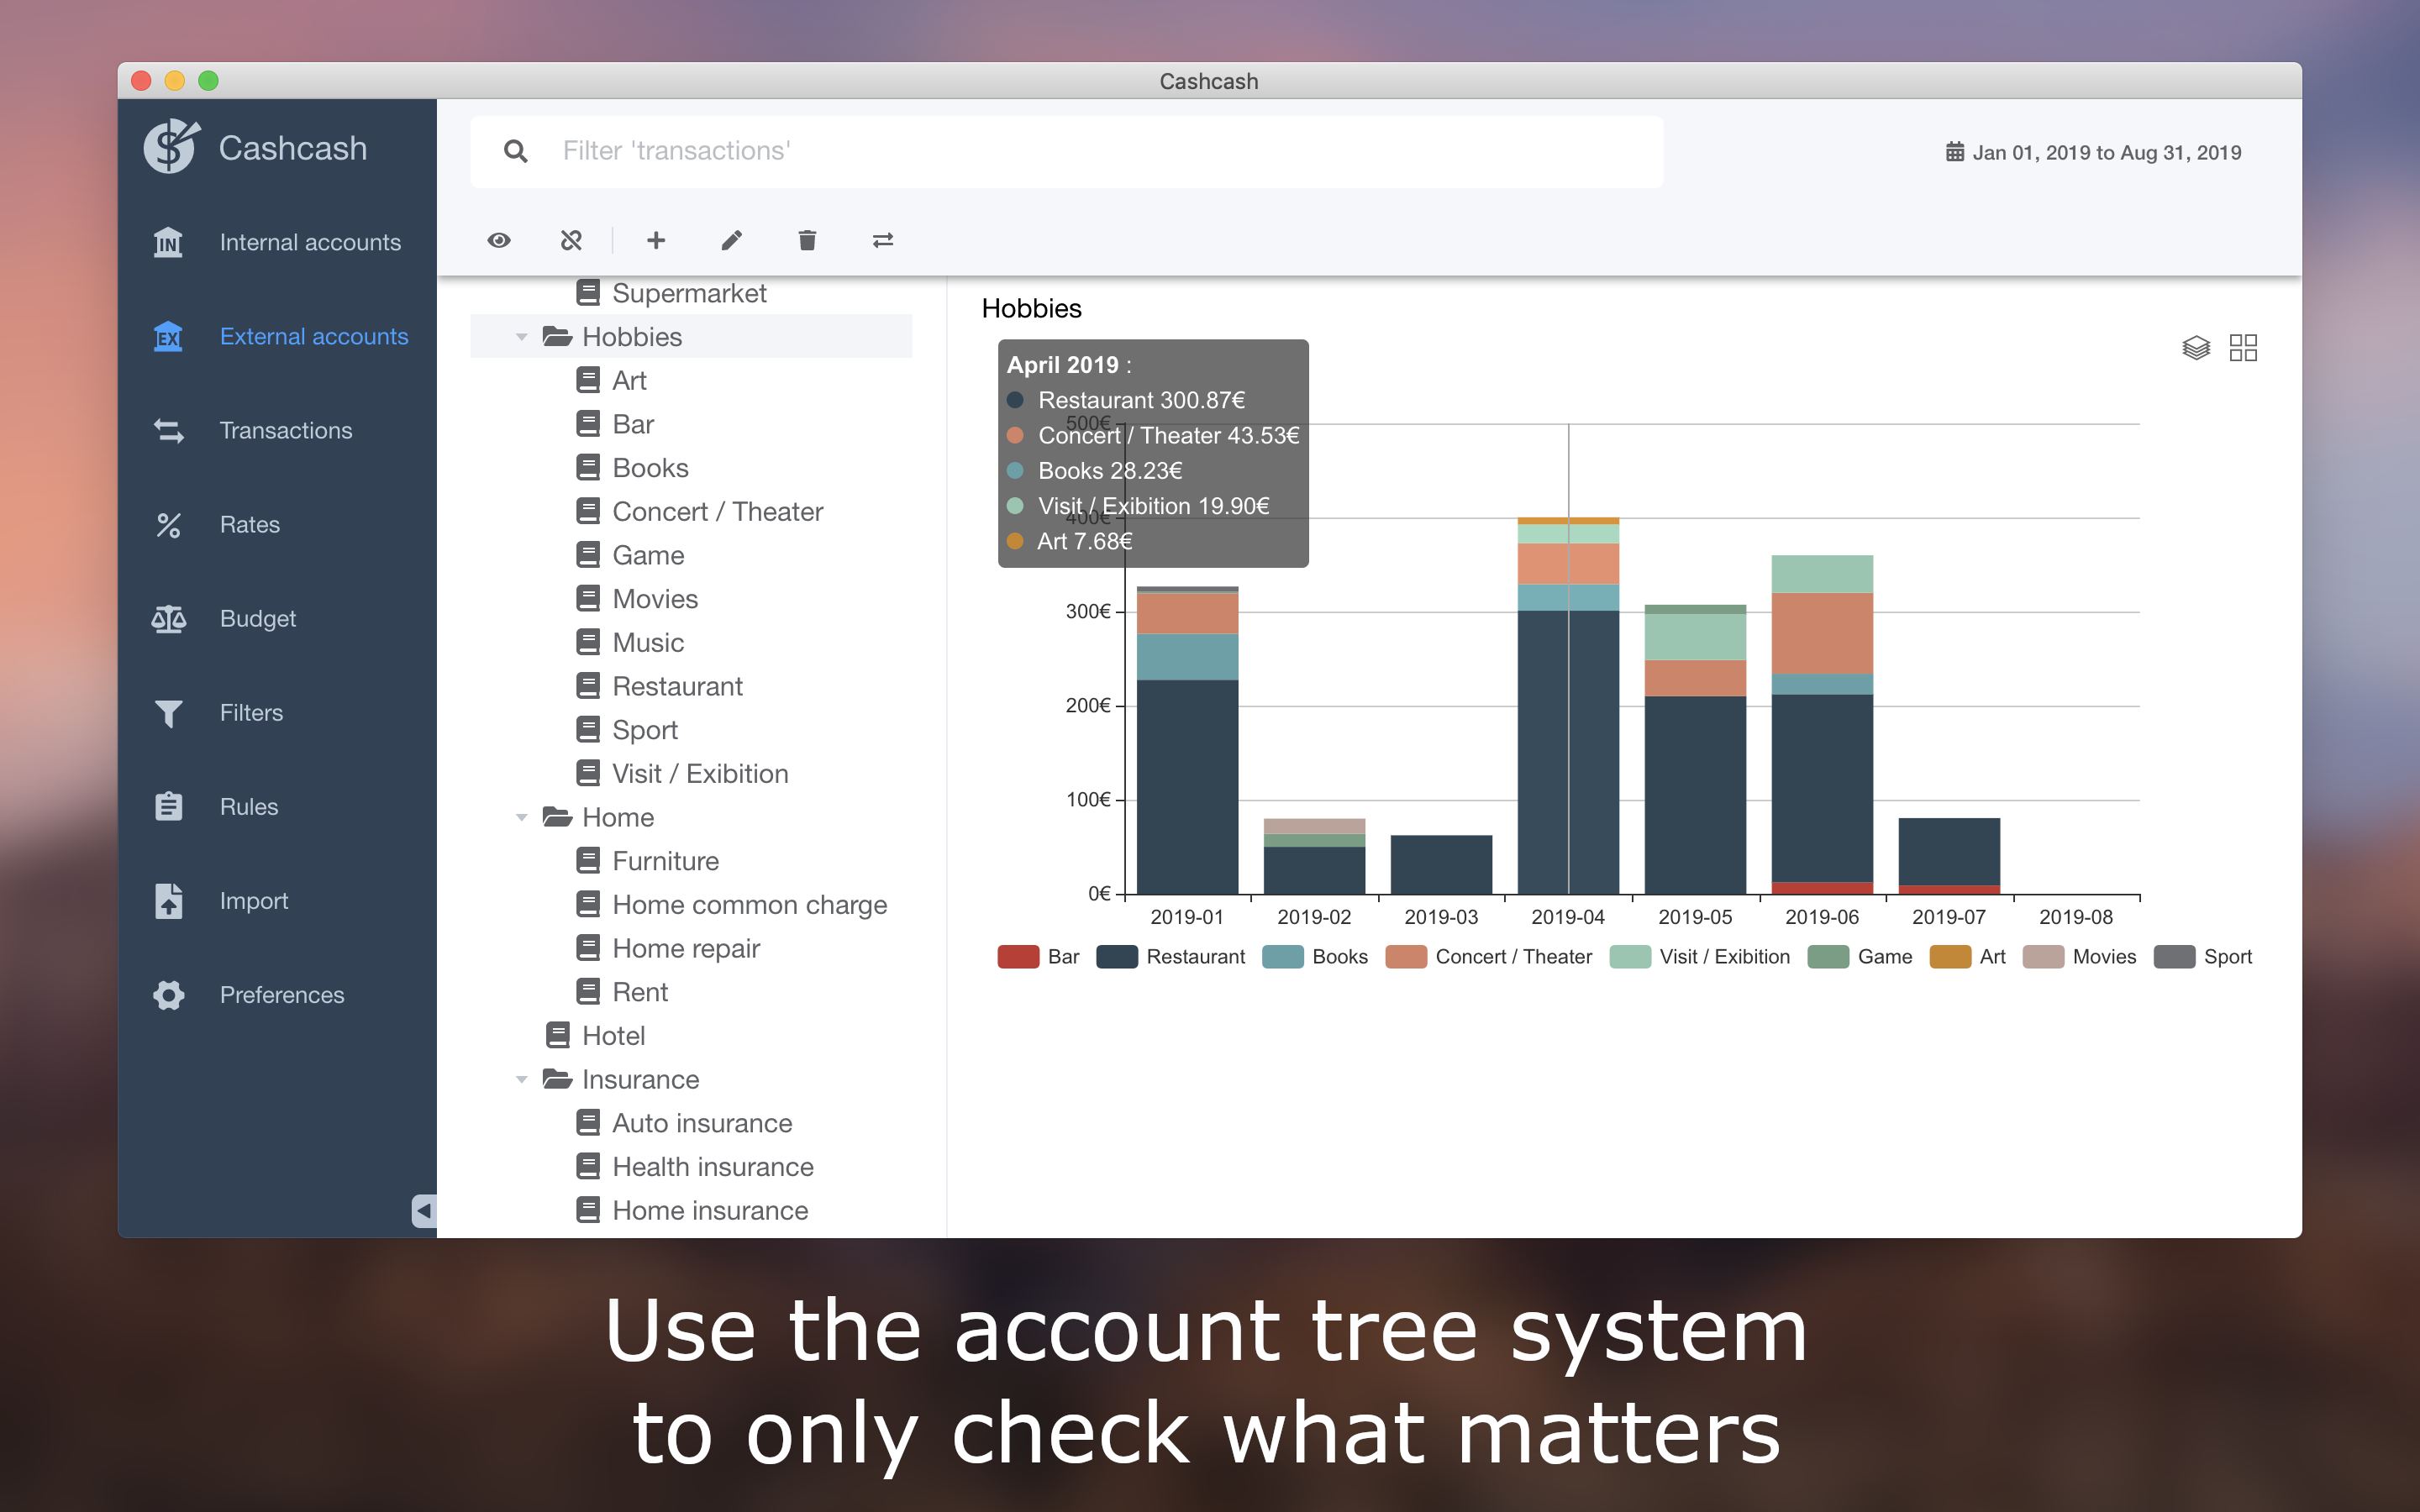 Cashcash
Cashcash
Internal accounts
External accounts
Transactions
Rates
Budget
Filters
Rules
Import
Preferences
IN
EX
$
Filter 'transactions'
Jan 01, 2019 to Aug 31, 2019
Supermarket
Hobbies
Art
Bar
Books
Concert / Theater
Game
Movies
Music
Restaurant
Sport
Visit / Exibition
Home
Furniture
Home common charge
Home repair
Rent
Hotel
Insurance
Auto insurance
Health insurance
Home insurance
Hobbies
April 2019 :
Restaurant 300.87€
Concert / Theater 43.53€
Books 28.23€
Visit / Exibition 19.90€
Art 7.68€
500€
400€
300€
200€
100€
0€
2019-01 2019-02 2019-03 2019-04 2019-05 2019-06 2019-07 2019-08
Bar Restaurant Books Concert / Theater Visit / Exibition Game Art Movies Sport
Use the account tree system
to only check what matters